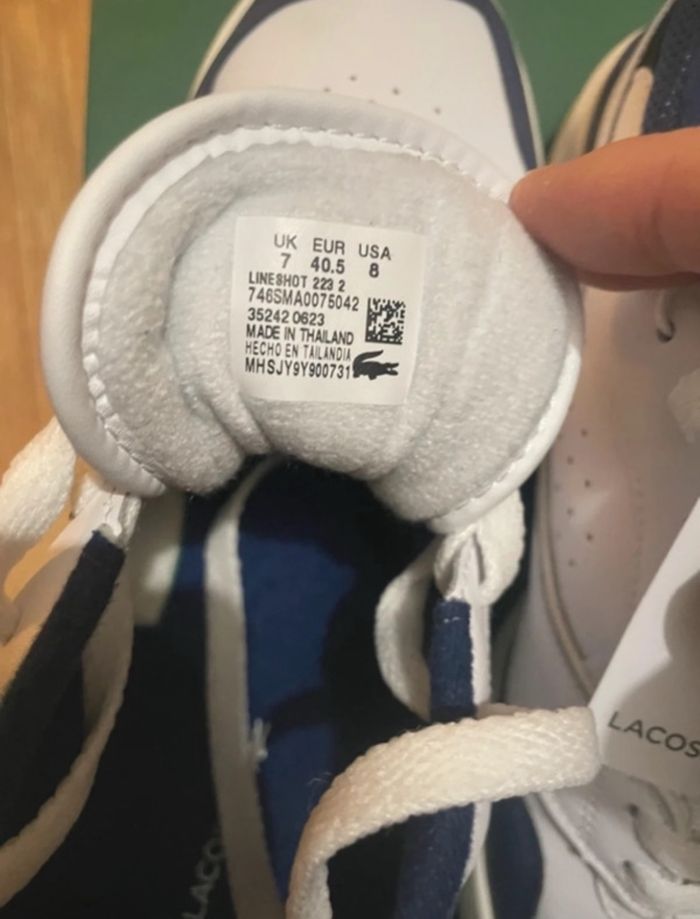 UK EUR USA
7 40.5 8
LINESHOT 223 2
746SMA0075042
35242 0623
MADE IN THAILAND
HECHO EN TAILANDIA
MHSJY9Y900731
LACOS
LACO